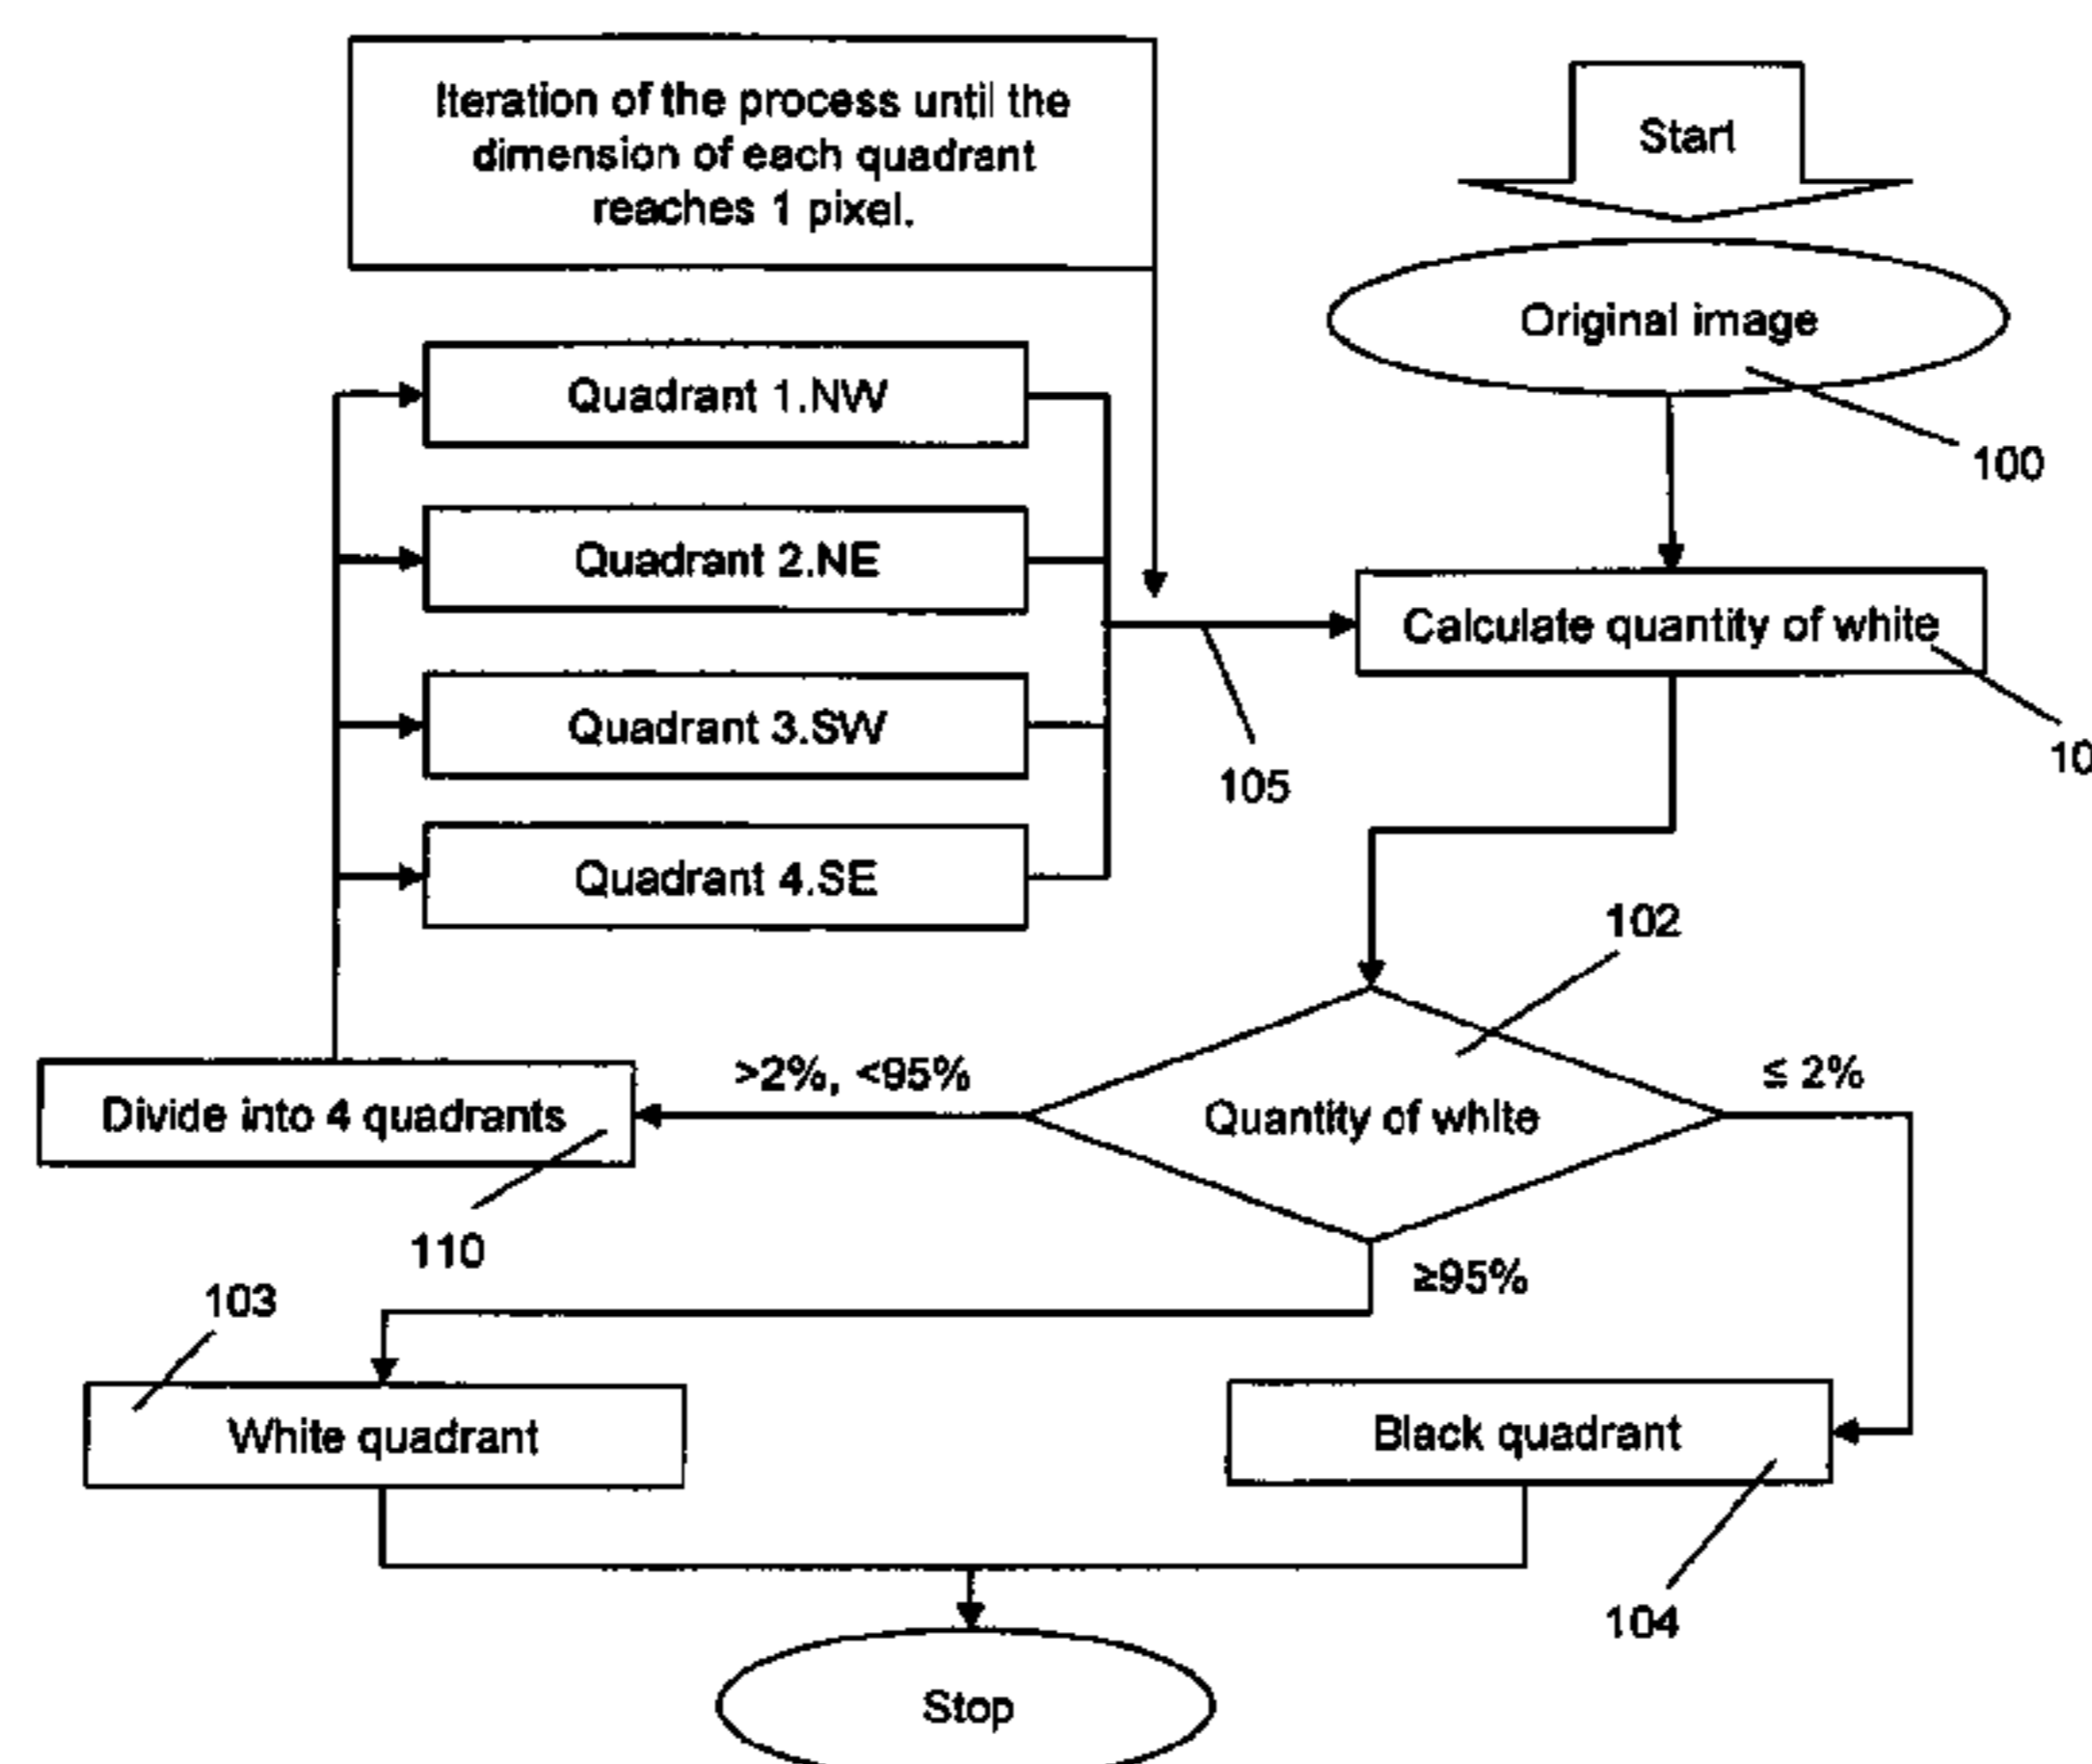 Iteration of the process until the
dimension of each quadrant
reaches 1 pixel.
Start
Original image
100
Quadrant 1.NW
Quadrant 2.NE
Quadrant 3.SW
Quadrant 4.SE
105
Calculate quantity of white
10
102
>2%, <95%
≤ 2%
Quantity of white
≥95%
Divide into 4 quadrants
110
103
White quadrant
Black quadrant
104
Stop